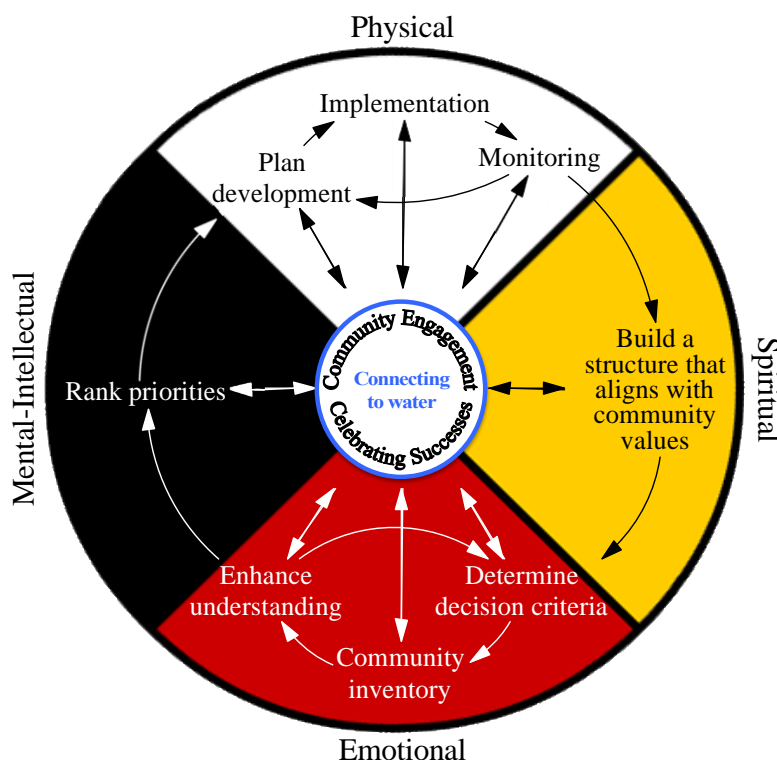 Physical
Implementation
Plan
development
Monitoring
Mental-Intellectual
Rank priorities
Community Engagement
Connecting
to water
Celebrating Successes
Build a
structure that
aligns with
community
values
Spiritual
Enhance
understanding
Determine
decision criteria
Community
inventory
Emotional